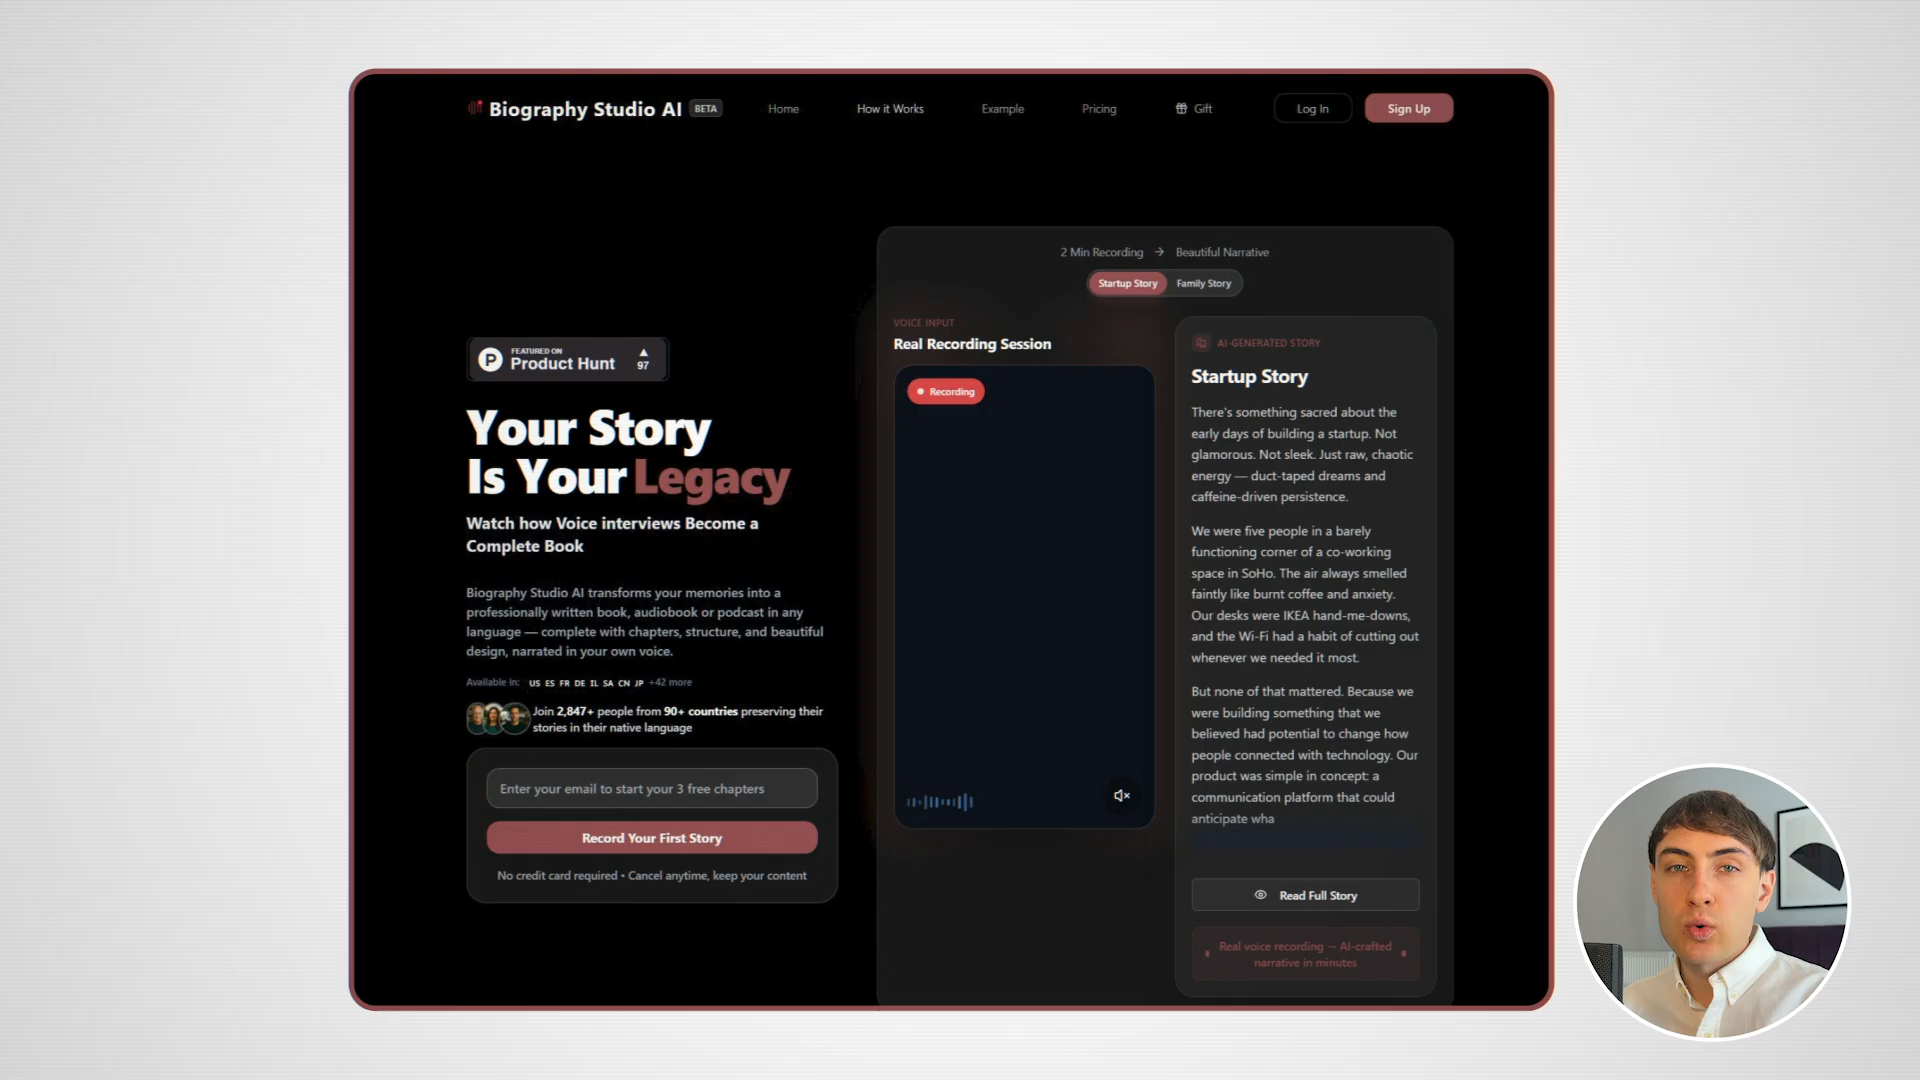 Biography Studio AI BETA
Home
How it Works
Example
Pricing
Gift
Log In
Sign Up
FEATURED ON
Product Hunt
97
Your Story
Is Your Legacy
Watch how Voice interviews Become a
Complete Book
Biography Studio AI transforms your memories into a
professionally written book, audiobook or podcast in any
language — complete with chapters, structure, and beautiful
design, narrated in your own voice.
Available in: US ES FR DE IL SA CN JP +42 more
Join 2,847+ people from 90+ countries preserving their
stories in their native language
Enter your email to start your 3 free chapters
Record Your First Story
No credit card required • Cancel anytime, keep your content
2 Min Recording → Beautiful Narrative
Startup Story
Family Story
VOICE INPUT
Real Recording Session
Recording
AI-GENERATED STORY
Startup Story
There's something sacred about the
early days of building a startup. Not
glamorous. Not sleek. Just raw, chaotic
energy — duct-taped dreams and
caffeine-driven persistence.
We were five people in a barely
functioning corner of a co-working
space in SoHo. The air always smelled
faintly like burnt coffee and anxiety.
Our desks were IKEA hand-me-downs,
and the Wi-Fi had a habit of cutting out
whenever we needed it most.
But none of that mattered. Because we
were building something that we
believed had potential to change how
people connected with technology. Our
product was simple in concept: a
communication platform that could
anticipate wha
Read Full Story
Real voice recording → AI-crafted
narrative in minutes